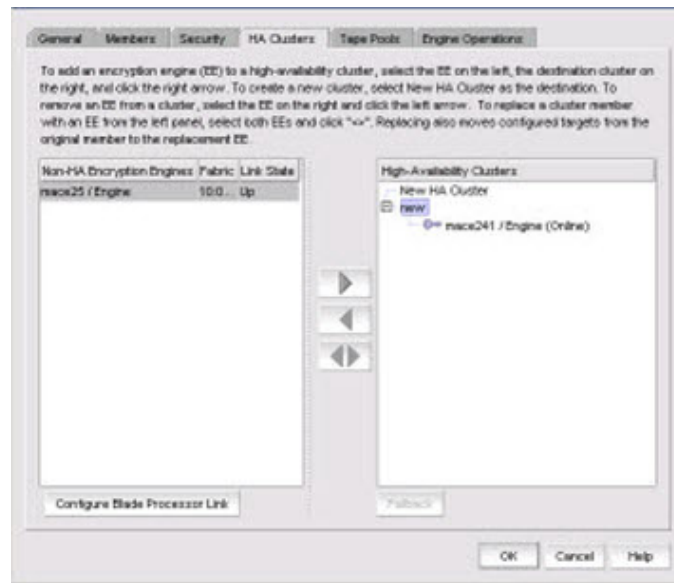 General Members Security HA Clusters Tape Pools Engine Operations
To add an encryption engine (EE) to a high-availability cluster, select the EE on the left, the destination cluster on
the right, and click the right arrow. To create a new cluster, select New HA Cluster as the destination. To
remove an EE from a cluster, select the EE on the right and click the left arrow. To replace a cluster member
with an EE from the left panel, select both EEs and click "<>". Replacing also moves configured targets from the
original member to the replacement EE.
Non-HA Encryption Engines Fabric Link State
mace25 / Engine 10:0... Up
High-Availability Clusters
New HA Cluster
new
mace241 / Engine (Online)
Configure Blade Processor Link
Failback
OK Cancel Help